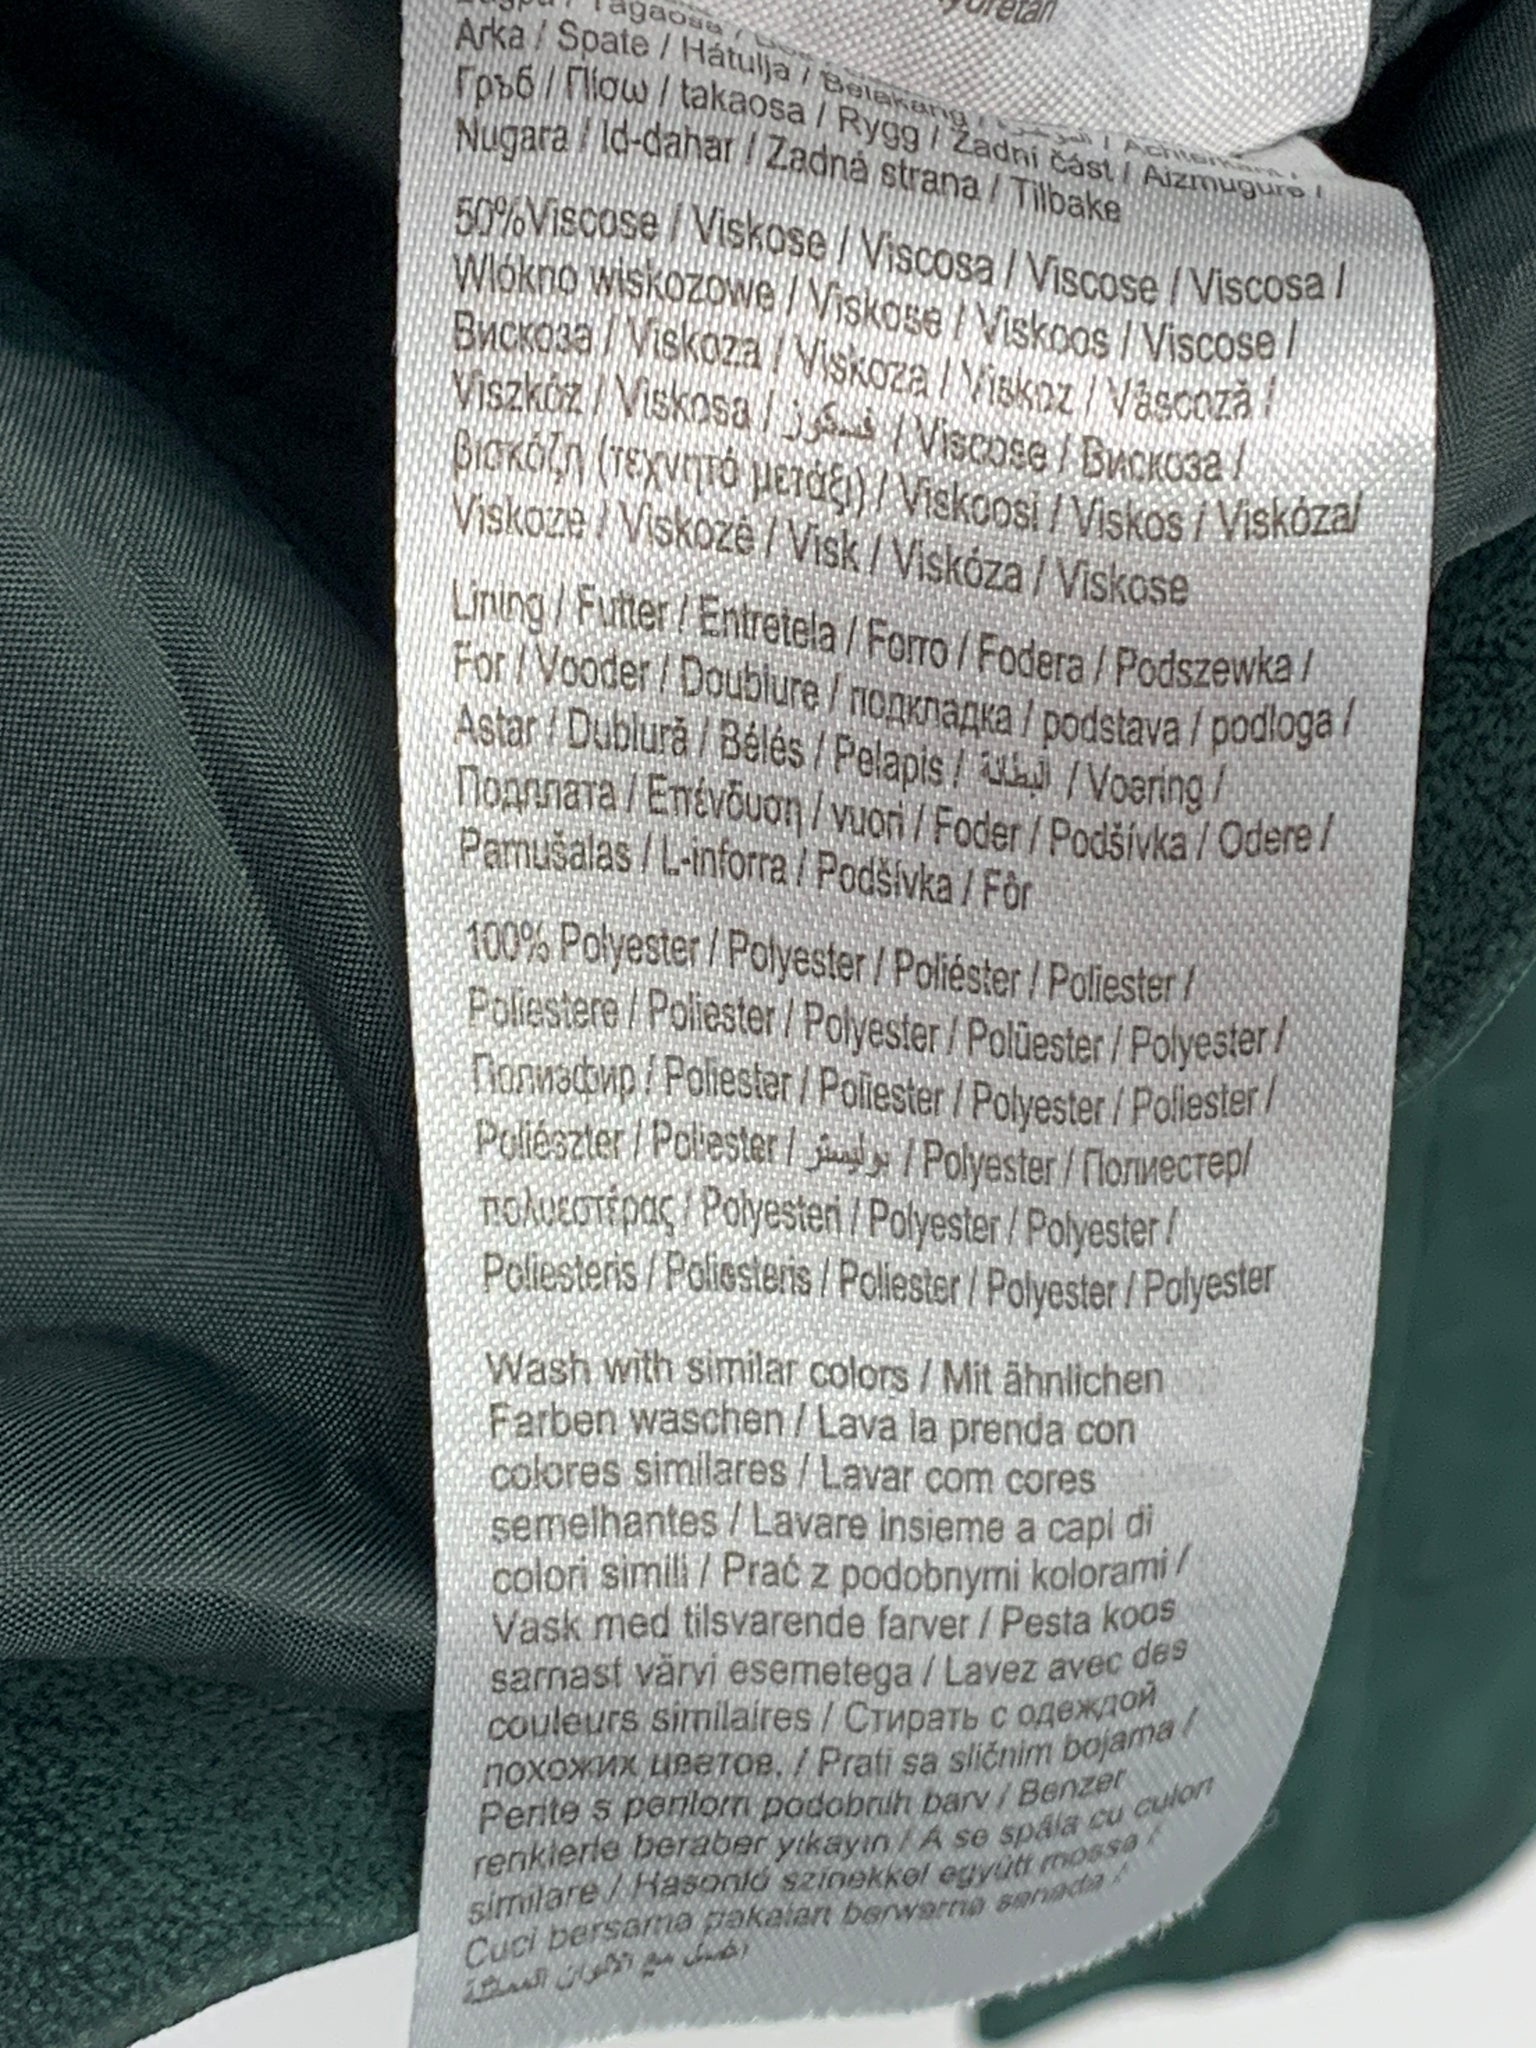 Arka / Spate / Hátulja / Belakang /
Гръб / Πίσω / takaosa / Rygg / Zadní část / Aizmugure /
Nugara / Id-dahar / Zadná strana / Tilbake
50%Viscose / Viskose / Viscosa / Viscose / Viscosa /
Wlókno wiskozowe / Viskose / Viskoos / Viscose /
Вискоза / Viskoza / Viskoza / Viskoz / Vâscoză /
Viszkóz / Viskosa / فسكوز / Viscose / Вискоза /
βισκόζη (τεχνητό μετάξι) / Viskoosi / Viskos / Viskóza/
Viskoze / Viskozė / Visk / Viskóza / Viskose
Lining / Futter / Entretela / Forro / Fodera / Podszewka /
For / Vooder / Doublure / подкладка / podstava / podloga /
Astar / Dublură / Bélés / Pelapis / البطانة / Voering /
Подплата / Επένδυση / vuori / Foder / Podšívka / Odere /
Pamušalas / L-inforra / Podšívka / Fôr
100% Polyester / Polyester / Poliéster / Poliester /
Poliestere / Poliester / Polyester / Polüester / Polyester /
Полиэфир / Poliester / Poliester / Polyester / Poliester /
Poliészter / Poliester / بوليستر / Polyester / Полиестер/
πολυεστέρας / Polyesteri / Polyester / Polyester /
Poliesteris / Poliesteris / Poliester / Polyester / Polyester
Wash with similar colors / Mit ähnlichen
Farben waschen / Lava la prenda con
colores similares / Lavar com cores
semelhantes / Lavare insieme a capi di
colori simili / Prać z podobnymi kolorami /
Vask med tilsvarende farver / Pesta koos
sarnast värvi esemetega / Lavez avec des
couleurs similaires / Стирать с одеждой
похожих цветов. / Prati sa sličnim bojama /
Perite s perilom podobnih barv / Benzer
renklerle beraber yıkayın / A se spăla cu culori
similare / Hasonló színekkel együtt mossa /
Cuci bersama pakaian berwarna senada /